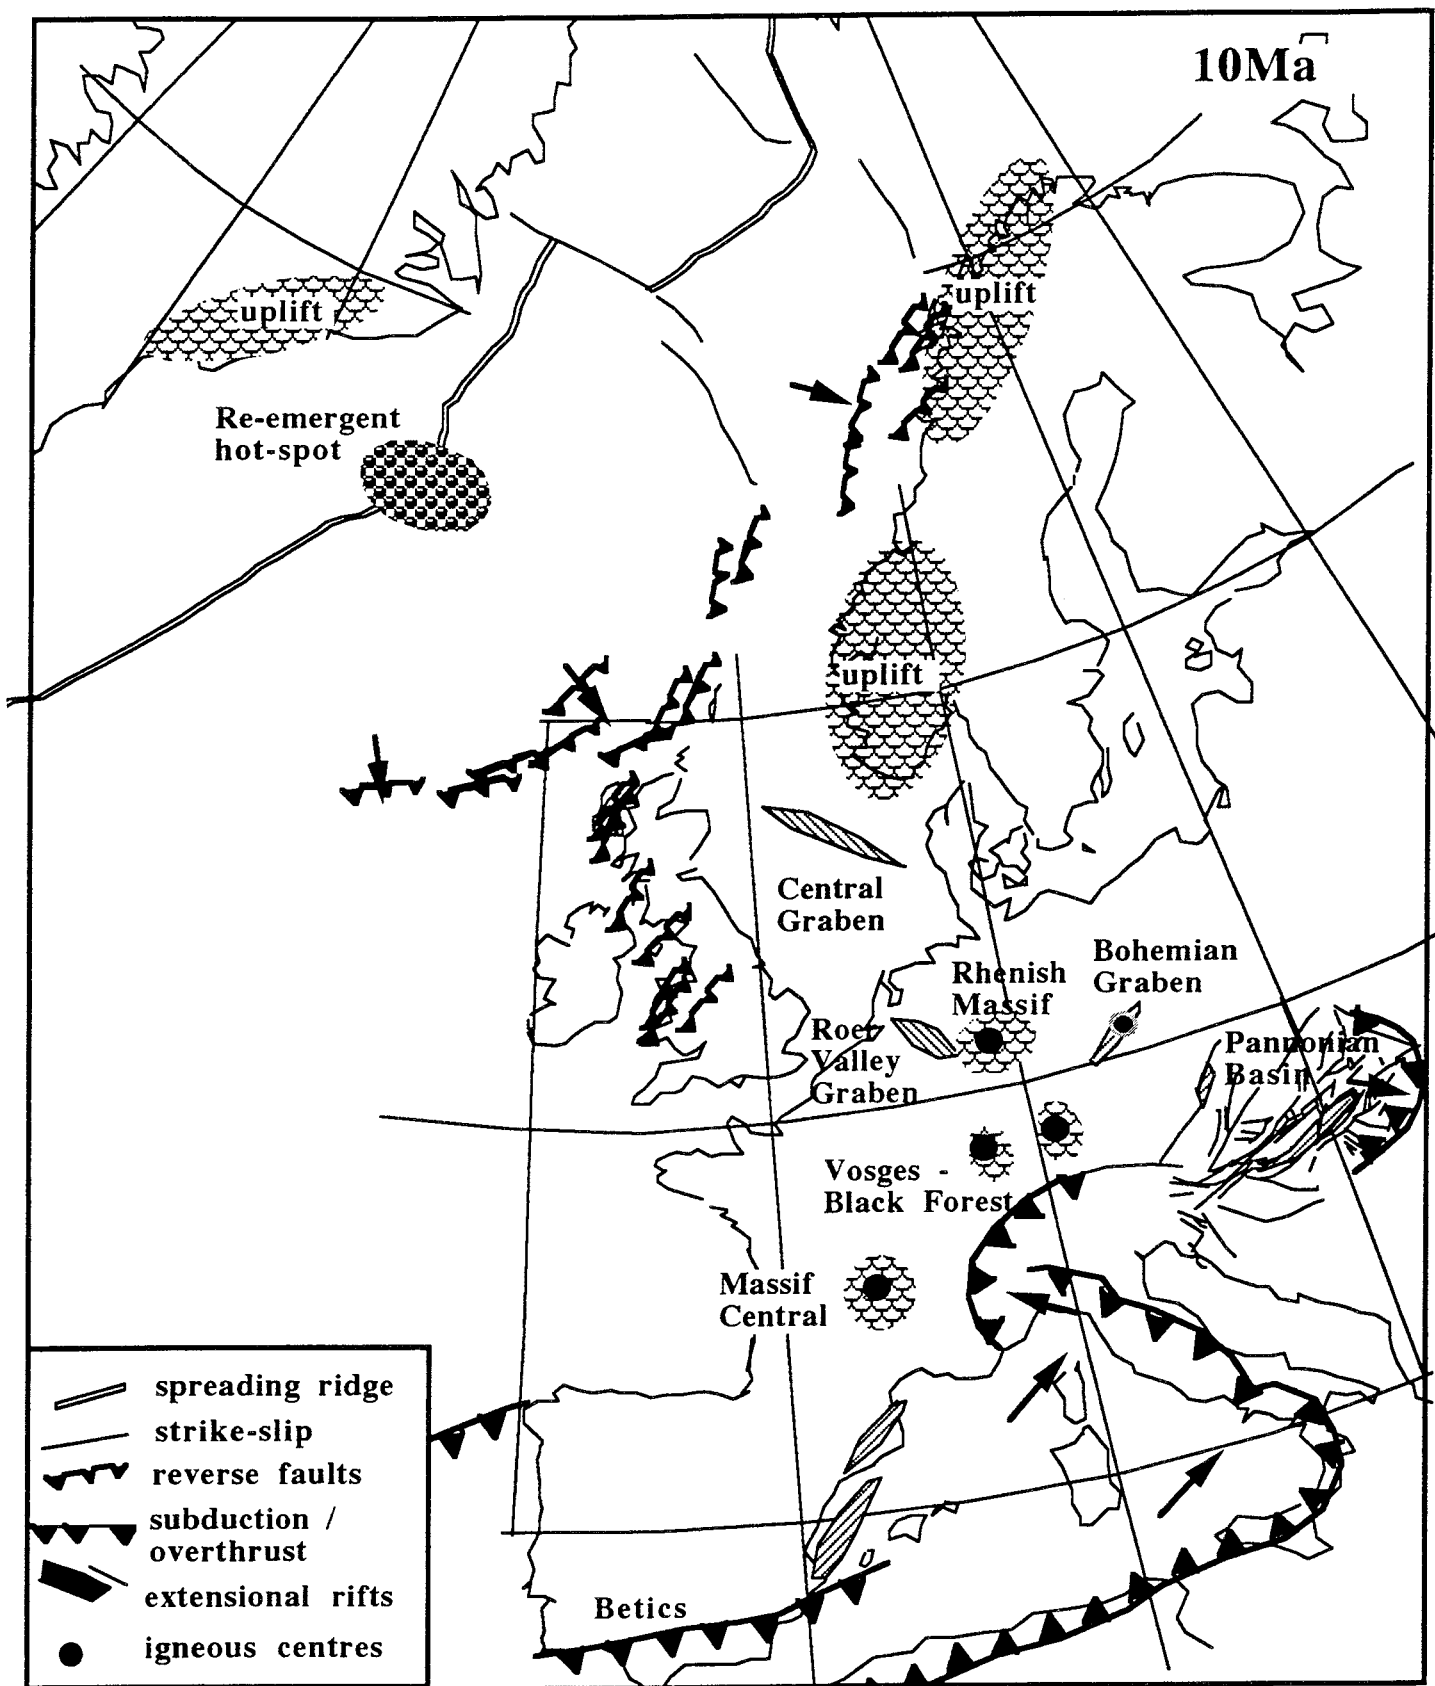 10Ma
uplift
uplift
Re-emergent
hot-spot
uplift
Central
Graben
Bohemian
Graben
Rhenish
Massif
Roer
Valley
Graben
Pannonian
Basin
Vosges -
Black Forest
Massif
Central
spreading ridge
strike-slip
reverse faults
subduction /
overthrust
extensional rifts
igneous centres
Betics